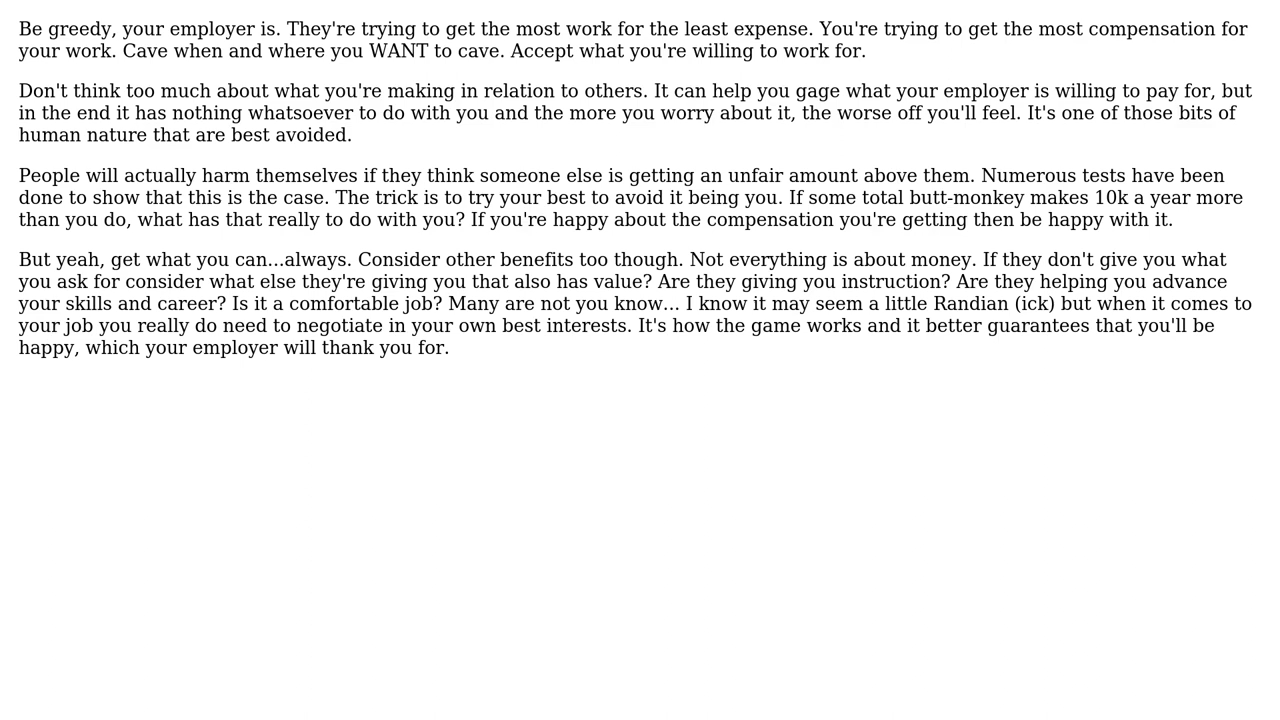 Be greedy, your employer is. They're trying to get the most work for the least expense. You're trying to get the most compensation for
your work. Cave when and where you WANT to cave. Accept what you're willing to work for.
Don't think too much about what you're making in relation to others. It can help you gage what your employer is willing to pay for, but
in the end it has nothing whatsoever to do with you and the more you worry about it, the worse off you'll feel. It's one of those bits of
human nature that are best avoided.
People will actually harm themselves if they think someone else is getting an unfair amount above them. Numerous tests have been
done to show that this is the case. The trick is to try your best to avoid it being you. If some total butt-monkey makes 10k a year more
than you do, what has that really to do with you? If you're happy about the compensation you're getting then be happy with it.
But yeah, get what you can...always. Consider other benefits too though. Not everything is about money. If they don't give you what
you ask for consider what else they're giving you that also has value? Are they giving you instruction? Are they helping you advance
your skills and career? Is it a comfortable job? Many are not you know... I know it may seem a little Randian (ick) but when it comes to
your job you really do need to negotiate in your own best interests. It's how the game works and it better guarantees that you'll be
happy, which your employer will thank you for.